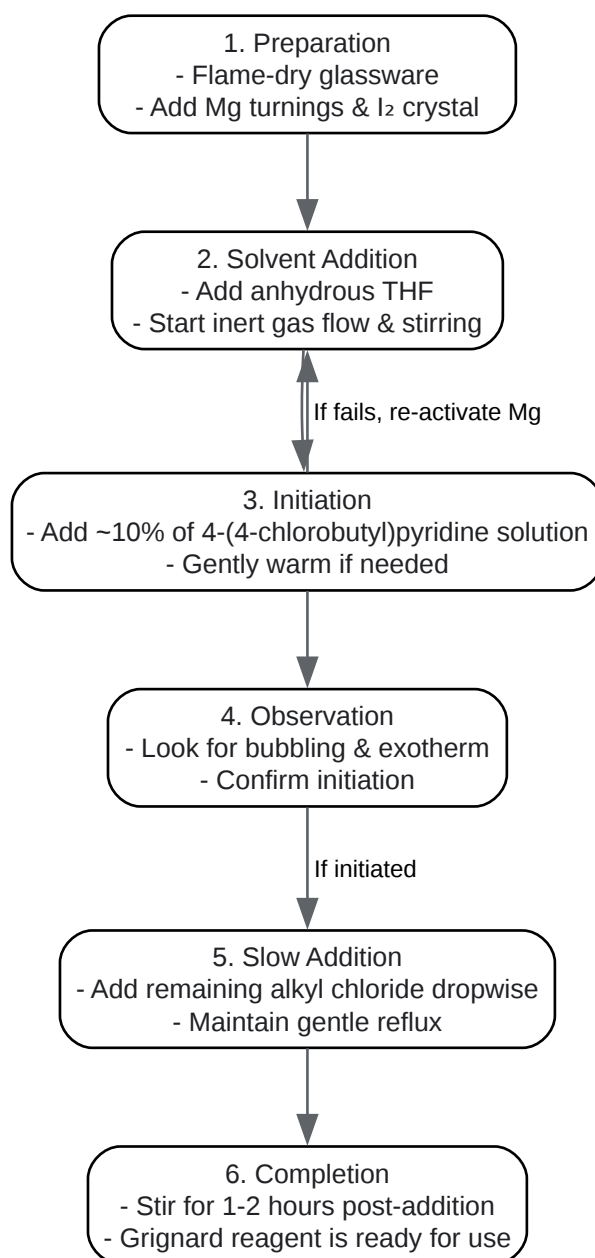 1. Preparation
- Flame-dry glassware
- Add Mg turnings & I₂ crystal
2. Solvent Addition
- Add anhydrous THF
- Start inert gas flow & stirring
If fails, re-activate Mg
3. Initiation
- Add ~10% of 4-(4-chlorobutyl)pyridine solution
- Gently warm if needed
4. Observation
- Look for bubbling & exotherm
- Confirm initiation
If initiated
5. Slow Addition
- Add remaining alkyl chloride dropwise
- Maintain gentle reflux
6. Completion
- Stir for 1-2 hours post-addition
- Grignard reagent is ready for use